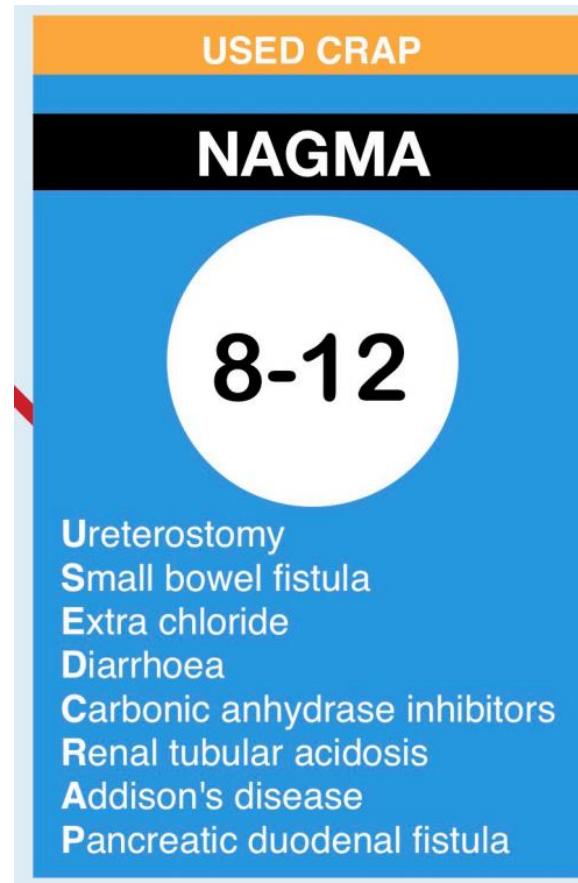 USED CRAP
NAGMA
8-12
Ureterostomy
Small bowel fistula
Extra chloride
Diarrhoea
Carbonic anhydrase inhibitors
Renal tubular acidosis
Addison's disease
Pancreatic duodenal fistula